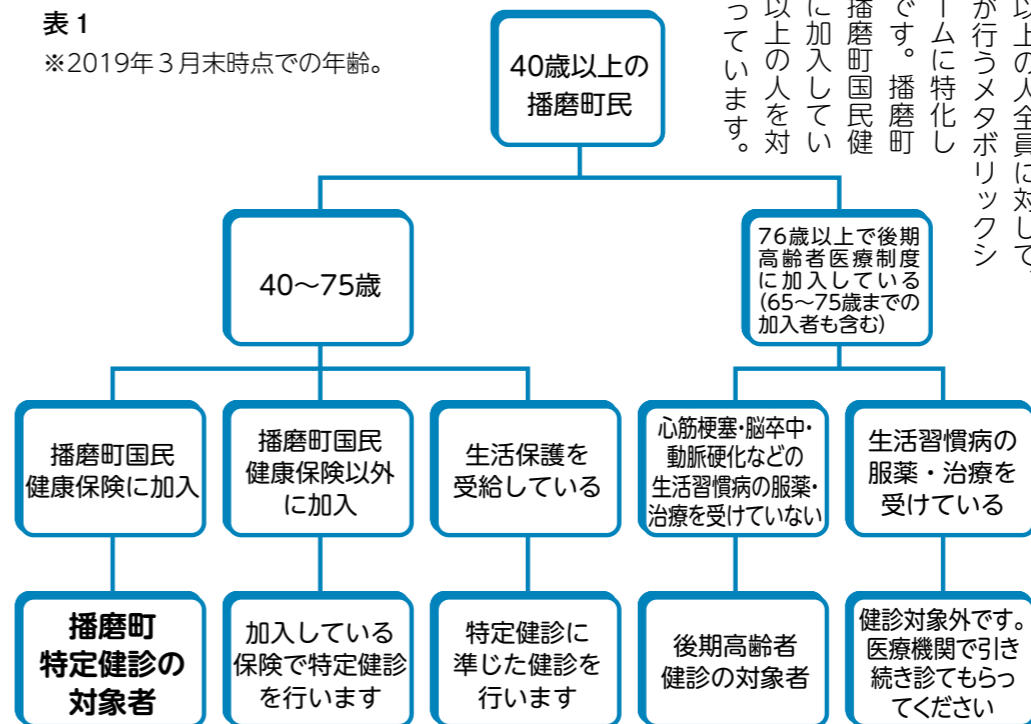 表1
※2019年3月末時点での年齢。
以上の人全員に対して、
が行うメタボリックシ
ームに特化し
です。播磨町
播磨町国民健
に加入してい
以上の人を対
っています。
40歳以上の
播磨町民
40〜75歳
76歳以上で後期
高齢者医療制度
に加入している
(65〜75歳までの
加入者も含む)
播磨町国民
健康保険に加入
播磨町国民
健康保険以外
に加入
生活保護を
受給している
心筋梗塞・脳卒中・
動脈硬化などの
生活習慣病の服薬・
治療を受けていない
生活習慣病の
服薬・治療を
受けている
播磨町
特定健診の
対象者
加入している
保険で特定健診
を行います
特定健診に
準じた健診を
行います
後期高齢者
健診の対象者
健診対象外です。
医療機関で引き
続き診てもらっ
てください